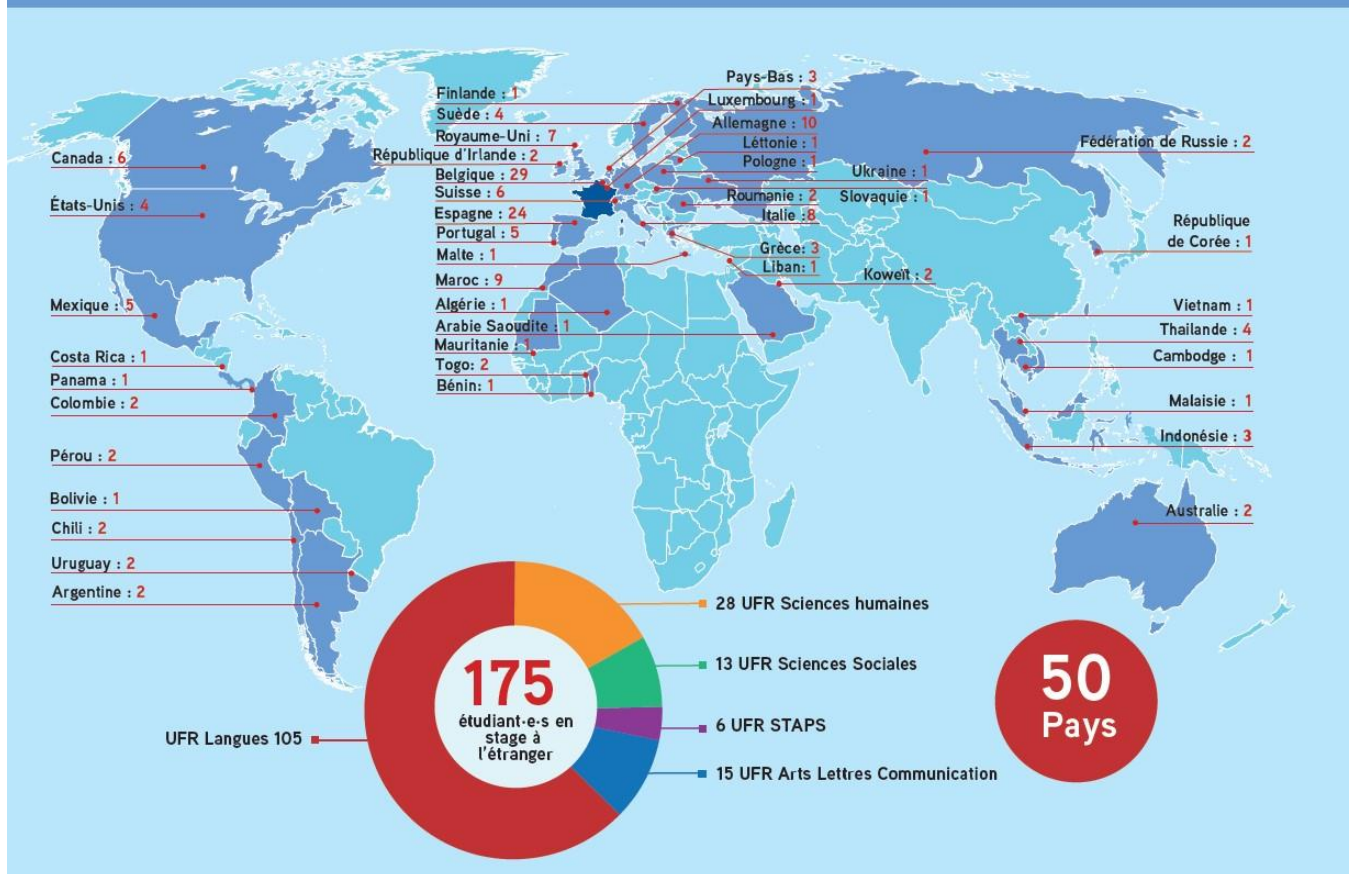 Finlande : 1
Suède : 4
Royaume-Uni : 7
République d'Irlande : 2
Belgique : 29
Suisse : 6
Espagne : 24
Portugal : 5
Malte : 1
Maroc : 9
Algérie : 1
Arabie Saoudite : 1
Mauritanie : 1
Togo: 2
Bénin: 1
Pays-Bas : 3
Luxembourg : 1
Allemagne : 10
Léttonie : 1
Pologne : 1
Ukraine : 1
Roumanie : 2
Slovaquie : 1
Italie :8
Grèce: 3
Liban: 1
Koweït : 2
Fédération de Russie : 2
République
de Corée : 1
Vietnam : 1
Thailande : 4
Cambodge : 1
Malaisie : 1
Indonésie : 3
Australie : 2
Canada : 6
États-Unis : 4
Mexique : 5
Costa Rica : 1
Panama : 1
Colombie : 2
Pérou : 2
Bolivie : 1
Chili : 2
Uruguay : 2
Argentine : 2
175
étudiant·e·s en
stage à
l'étranger
UFR Langues 105
28 UFR Sciences humaines
13 UFR Sciences Sociales
6 UFR STAPS
15 UFR Arts Lettres Communication
50
Pays